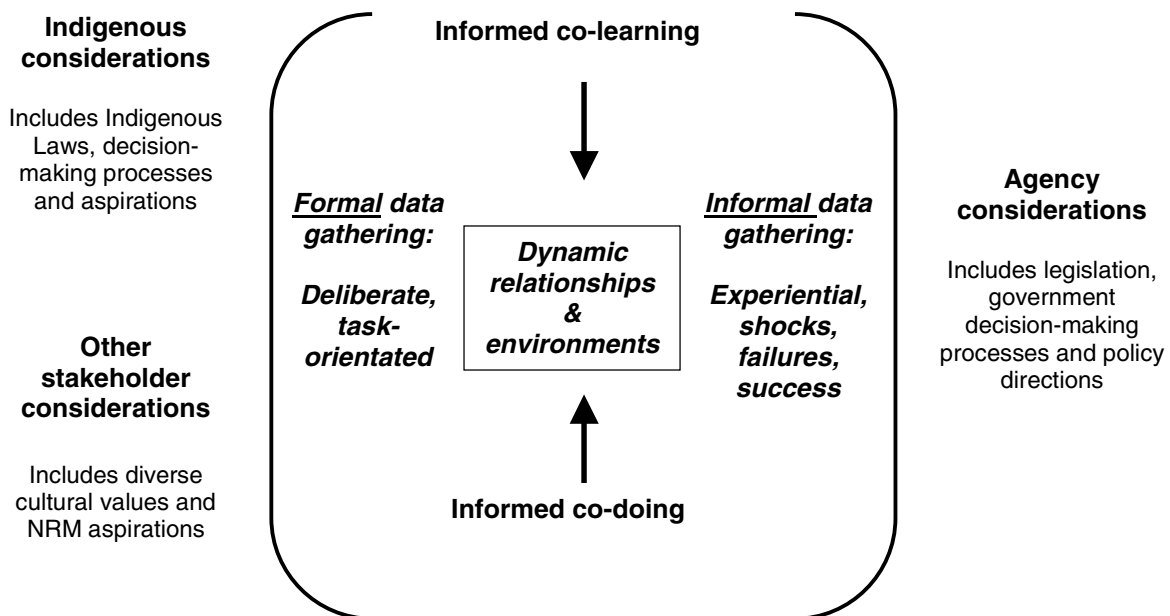 Indigenous
considerations
Includes Indigenous
Laws, decision-
making processes
and aspirations
Other
stakeholder
considerations
Includes diverse
cultural values and
NRM aspirations
Informed co-learning
Formal data
gathering:
Deliberate,
task-
orientated
Dynamic
relationships
&
environments
Informal data
gathering:
Experiential,
shocks,
failures,
success
Informed co-doing
Agency
considerations
Includes legislation,
government
decision-making
processes and policy
directions